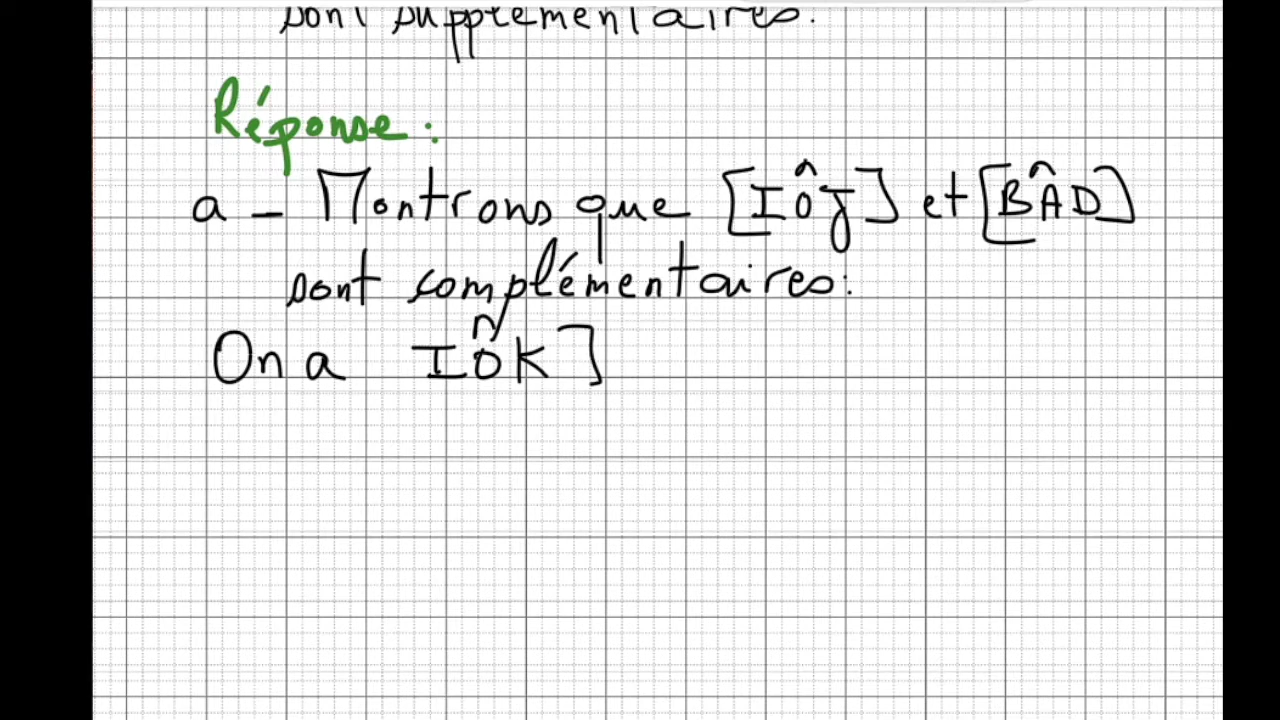 sont supplémentaires.
Réponse :
a - Montrons que [IÔJ] et [BÂD]
sont complémentaires:
On a IÔK]